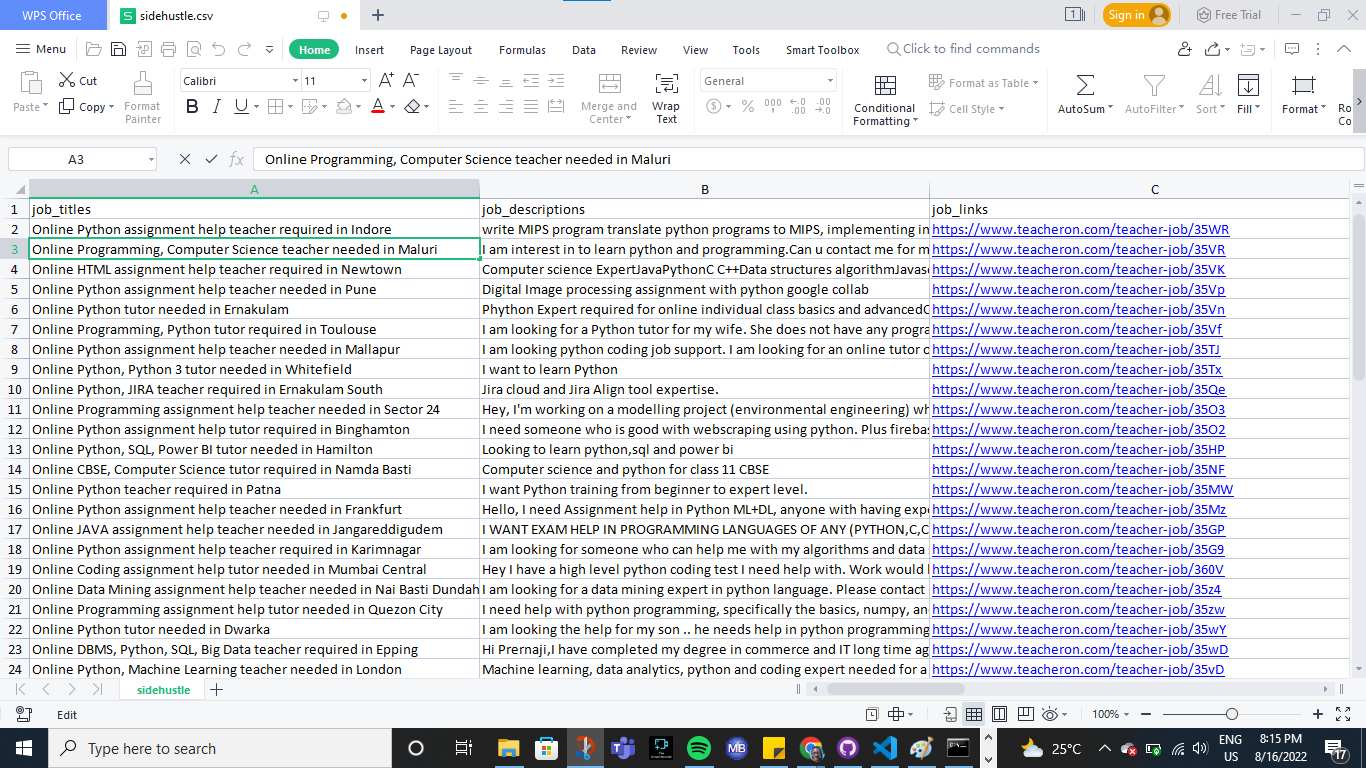 WPS Office
sidehustle.csv
1
Sign in
Free Trial
Menu
Home
Insert
Page Layout
Formulas
Data
Review
View
Tools
Smart Toolbox
Click to find commands
Paste
Cut
Copy
Format Painter
Calibri
11
Merge and Center
Wrap Text
General
Conditional Formatting
Format as Table
Cell Style
AutoSum
AutoFilter
Sort
Fill
Format
Ro
Co
A3
fx
Online Programming, Computer Science teacher needed in Maluri
A B C
1 job_titles job_descriptions job_links
2 Online Python assignment help teacher required in Indore write MIPS program translate python programs to MIPS, implementing in https://www.teacheron.com/teacher-job/35WR
3 Online Programming, Computer Science teacher needed in Maluri I am interest in to learn python and programming.Can u contact me for m https://www.teacheron.com/teacher-job/35VR
4 Online HTML assignment help teacher required in Newtown Computer science ExpertJavaPythonC C++Data structures algorithmJavas https://www.teacheron.com/teacher-job/35VK
5 Online Python assignment help teacher needed in Pune Digital Image processing assignment with python google collab https://www.teacheron.com/teacher-job/35Vp
6 Online Python tutor needed in Ernakulam Phython Expert required for online individual class basics and advancedC https://www.teacheron.com/teacher-job/35Vn
7 Online Programming, Python tutor required in Toulouse I am looking for a Python tutor for my wife. She does not have any progra https://www.teacheron.com/teacher-job/35Vf
8 Online Python assignment help teacher needed in Mallapur I am looking python coding job support. I am looking for an online tutor o https://www.teacheron.com/teacher-job/35TJ
9 Online Python, Python 3 tutor needed in Whitefield I want to learn Python https://www.teacheron.com/teacher-job/35Tx
10 Online Python, JIRA teacher required in Ernakulam South Jira cloud and Jira Align tool expertise. https://www.teacheron.com/teacher-job/35Qe
11 Online Programming assignment help teacher needed in Sector 24 Hey, I'm working on a modelling project (environmental engineering) wh https://www.teacheron.com/teacher-job/35O3
12 Online Python assignment help tutor required in Binghamton I need someone who is good with webscraping using python. Plus fireba https://www.teacheron.com/teacher-job/35O2
13 Online Python, SQL, Power BI tutor needed in Hamilton Looking to learn python,sql and power bi https://www.teacheron.com/teacher-job/35HP
14 Online CBSE, Computer Science tutor required in Namda Basti Computer science and python for class 11 CBSE https://www.teacheron.com/teacher-job/35NF
15 Online Python teacher required in Patna I want Python training from beginner to expert level. https://www.teacheron.com/teacher-job/35MW
16 Online Python assignment help teacher needed in Frankfurt Hello, I need Assignment help in Python ML+DL, anyone with having exp https://www.teacheron.com/teacher-job/35Mz
17 Online JAVA assignment help teacher needed in Jangareddigudem I WANT EXAM HELP IN PROGRAMMING LANGUAGES OF ANY (PYTHON,C,C https://www.teacheron.com/teacher-job/35GP
18 Online Python assignment help teacher required in Karimnagar I am looking for someone who can help me with my algorithms and data https://www.teacheron.com/teacher-job/35G9
19 Online Coding assignment help tutor needed in Mumbai Central Hey I have a high level python coding test I need help with. Work would https://www.teacheron.com/teacher-job/360V
20 Online Data Mining assignment help teacher needed in Nai Basti Dundah I am looking for a data mining expert in python language. Please contact https://www.teacheron.com/teacher-job/35z4
21 Online Programming assignment help tutor needed in Quezon City I need help with python programming, specifically the basics, numpy, an https://www.teacheron.com/teacher-job/35zw
22 Online Python tutor needed in Dwarka I am looking the help for my son .. he needs help in python programming https://www.teacheron.com/teacher-job/35wY
23 Online DBMS, Python, SQL, Big Data teacher required in Epping Hi Prernaji,I have completed my degree in commerce and IT long time ag https://www.teacheron.com/teacher-job/35wD
24 Online Python, Machine Learning teacher needed in London Machine learning, data analytics, python and coding expert needed for a https://www.teacheron.com/teacher-job/35vD
sidehustle
Edit
100%
Type here to search
MB
25°C
ENG
US
8:15 PM
8/16/2022
17